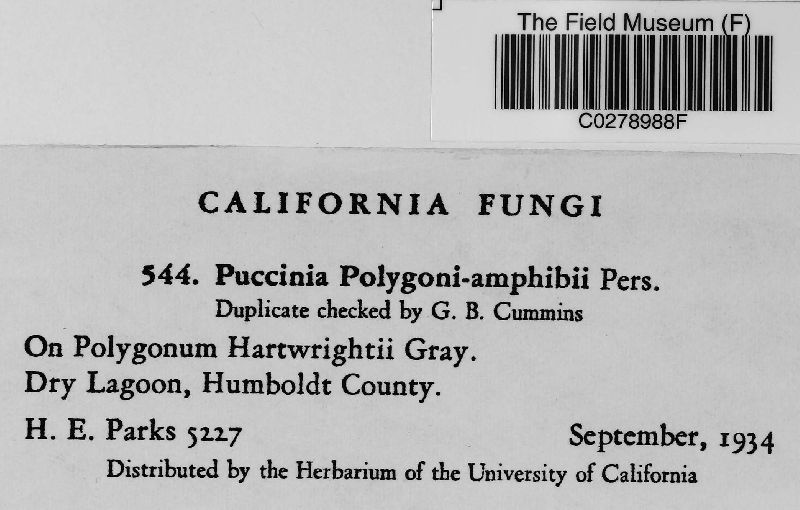 The Field Museum (F)
C0278988F
CALIFORNIA FUNGI
544. Puccinia Polygoni-amphibii Pers.
Duplicate checked by G. B. Cummins
On Polygonum Hartwrightii Gray.
Dry Lagoon, Humboldt County.
H. E. Parks 5227 September, 1934
Distributed by the Herbarium of the University of California